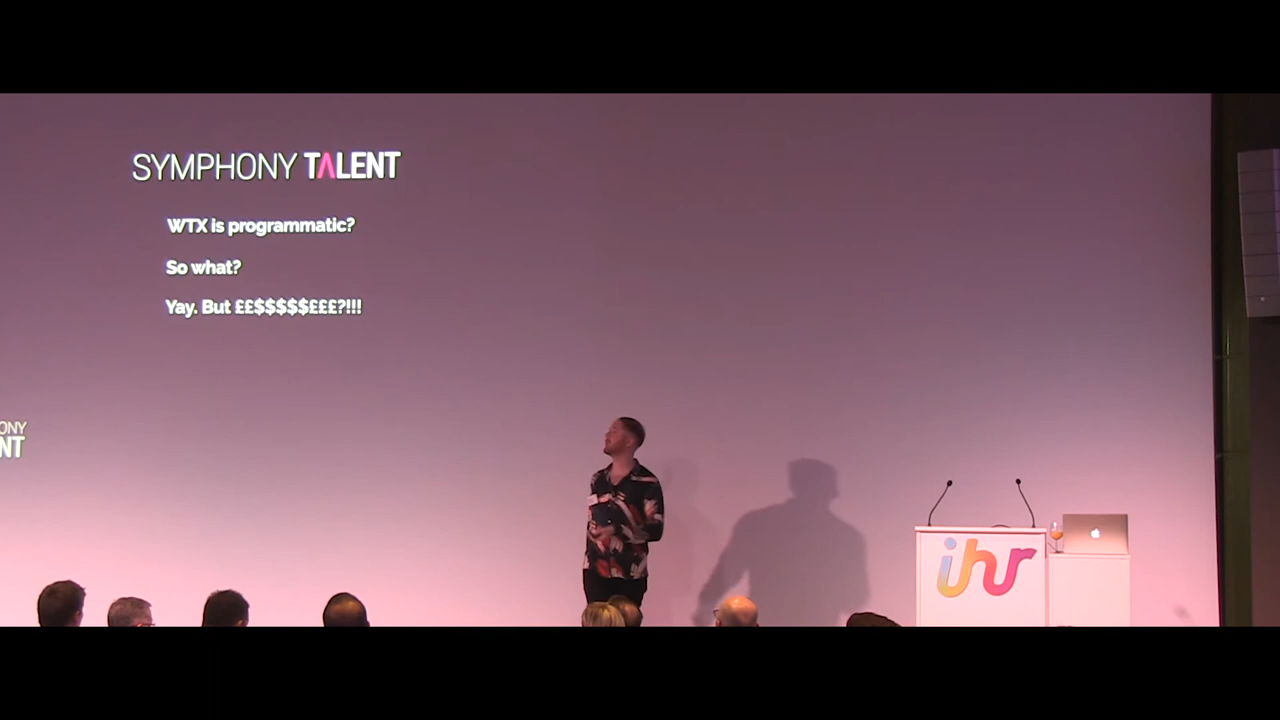 SYMPHONY TALENT
WTX is programmatic?
So what?
Yay. But ££$$$$$£££?!!!
ONY
NT
ihr